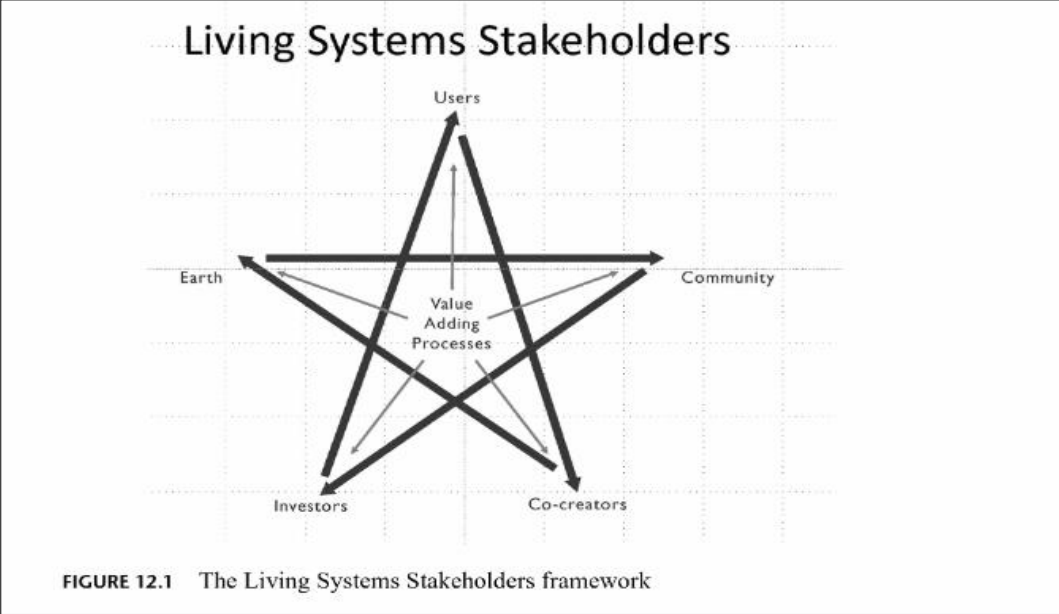 Living Systems Stakeholders
Users
Earth
Community
Value
Adding
Processes
Investors
Co-creators
FIGURE 12.1 The Living Systems Stakeholders framework